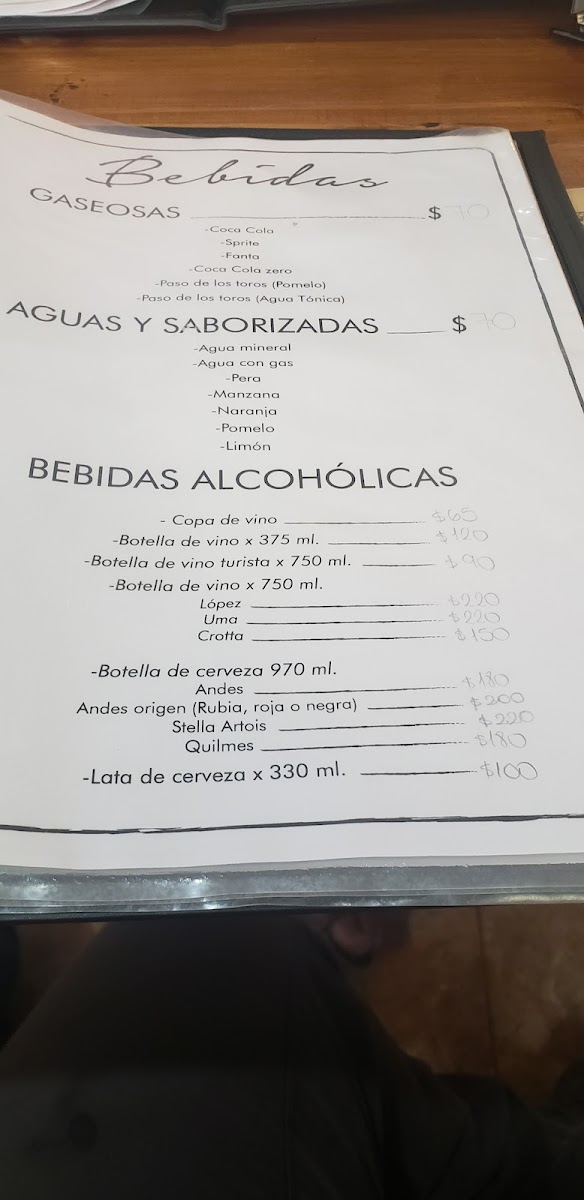 Bebidas
GASEOSAS $ 70
-Coca Cola
-Sprite
-Fanta
-Coca Cola zero
-Paso de los toros (Pomelo)
-Paso de los toros (Agua Tónica)
AGUAS Y SABORIZADAS $ 70
-Agua mineral
-Agua con gas
-Pera
-Manzana
-Naranja
-Pomelo
-Limón
BEBIDAS ALCOHÓLICAS
- Copa de vino $65
-Botella de vino x 375 ml. $120
-Botella de vino turista x 750 ml. $90
-Botella de vino x 750 ml.
López $220
Uma $220
Crotta $150
-Botella de cerveza 970 ml.
Andes $180
Andes origen (Rubia, roja o negra) $200
Stella Artois $220
Quilmes $180
-Lata de cerveza x 330 ml. $100